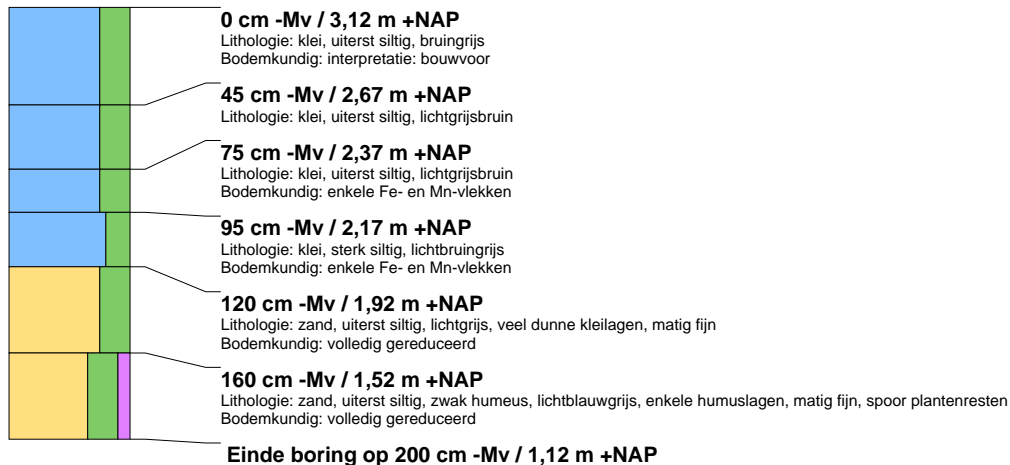 0 cm -Mv / 3,12 m +NAP
Lithologie: klei, uiterst siltig, bruingrijs
Bodemkundig: interpretatie: bouwvoor
45 cm -Mv / 2,67 m +NAP
Lithologie: klei, uiterst siltig, lichtgrijsbruin
75 cm -Mv / 2,37 m +NAP
Lithologie: klei, uiterst siltig, lichtgrijsbruin
Bodemkundig: enkele Fe- en Mn-vlekken
95 cm -Mv / 2,17 m +NAP
Lithologie: klei, sterk siltig, lichtbruingrijs
Bodemkundig: enkele Fe- en Mn-vlekken
120 cm -Mv / 1,92 m +NAP
Lithologie: zand, uiterst siltig, lichtgrijs, veel dunne kleilagen, matig fijn
Bodemkundig: volledig gereduceerd
160 cm -Mv / 1,52 m +NAP
Lithologie: zand, uiterst siltig, zwak humeus, lichtblauwgrijs, enkele humuslagen, matig fijn, spoor plantenresten
Bodemkundig: volledig gereduceerd
Einde boring op 200 cm -Mv / 1,12 m +NAP